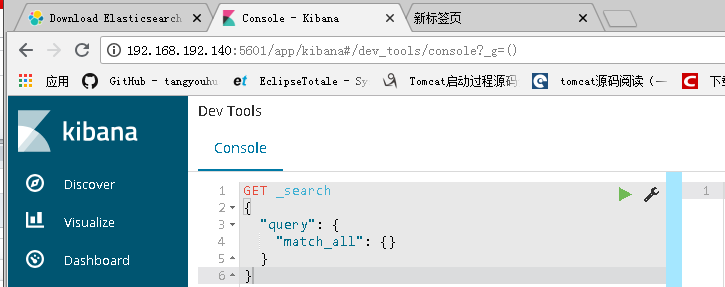 Download Elasticsearch
Console - Kibana
新标签页
192.168.192.140:5601/app/kibana#/dev_tools/console?_g=()
应用 GitHub - tangyouhu EclipseTotale - Sy Tomcat启动过程源码 tomcat源码阅读（一 下载
kibana
Dev Tools
Console
Discover
Visualize
Dashboard
1 GET _search
2 {
3 "query": {
4 "match_all": {}
5 }
6 }
1